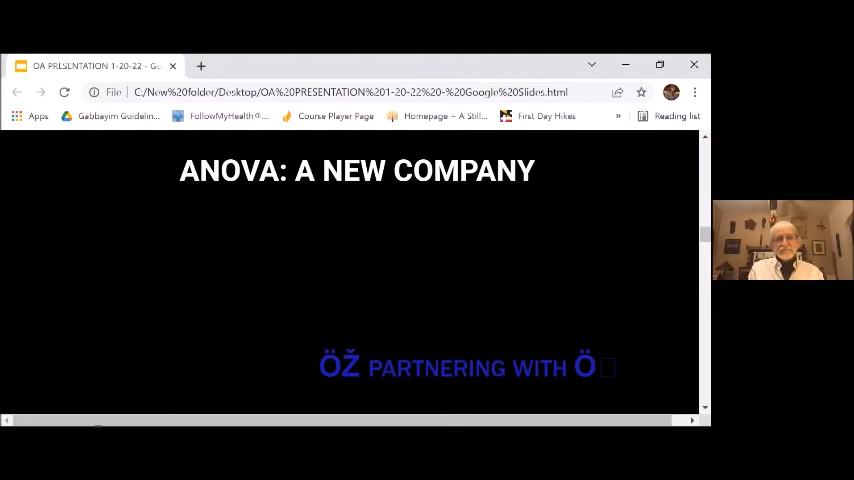 OA PRESENTATION 1-20-22 - Go
File
C:/New%20folder/Desktop/OA%20PRESENTATION%201-20-22%20-%20Google%20Slides.html
Apps
Gabbayim Guidelin...
FollowMyHealth®...
Course Player Page
Homepage – A Still...
First Day Hikes
»
Reading list
ANOVA: A NEW COMPANY
ÖŽ PARTNERING WITH Ö